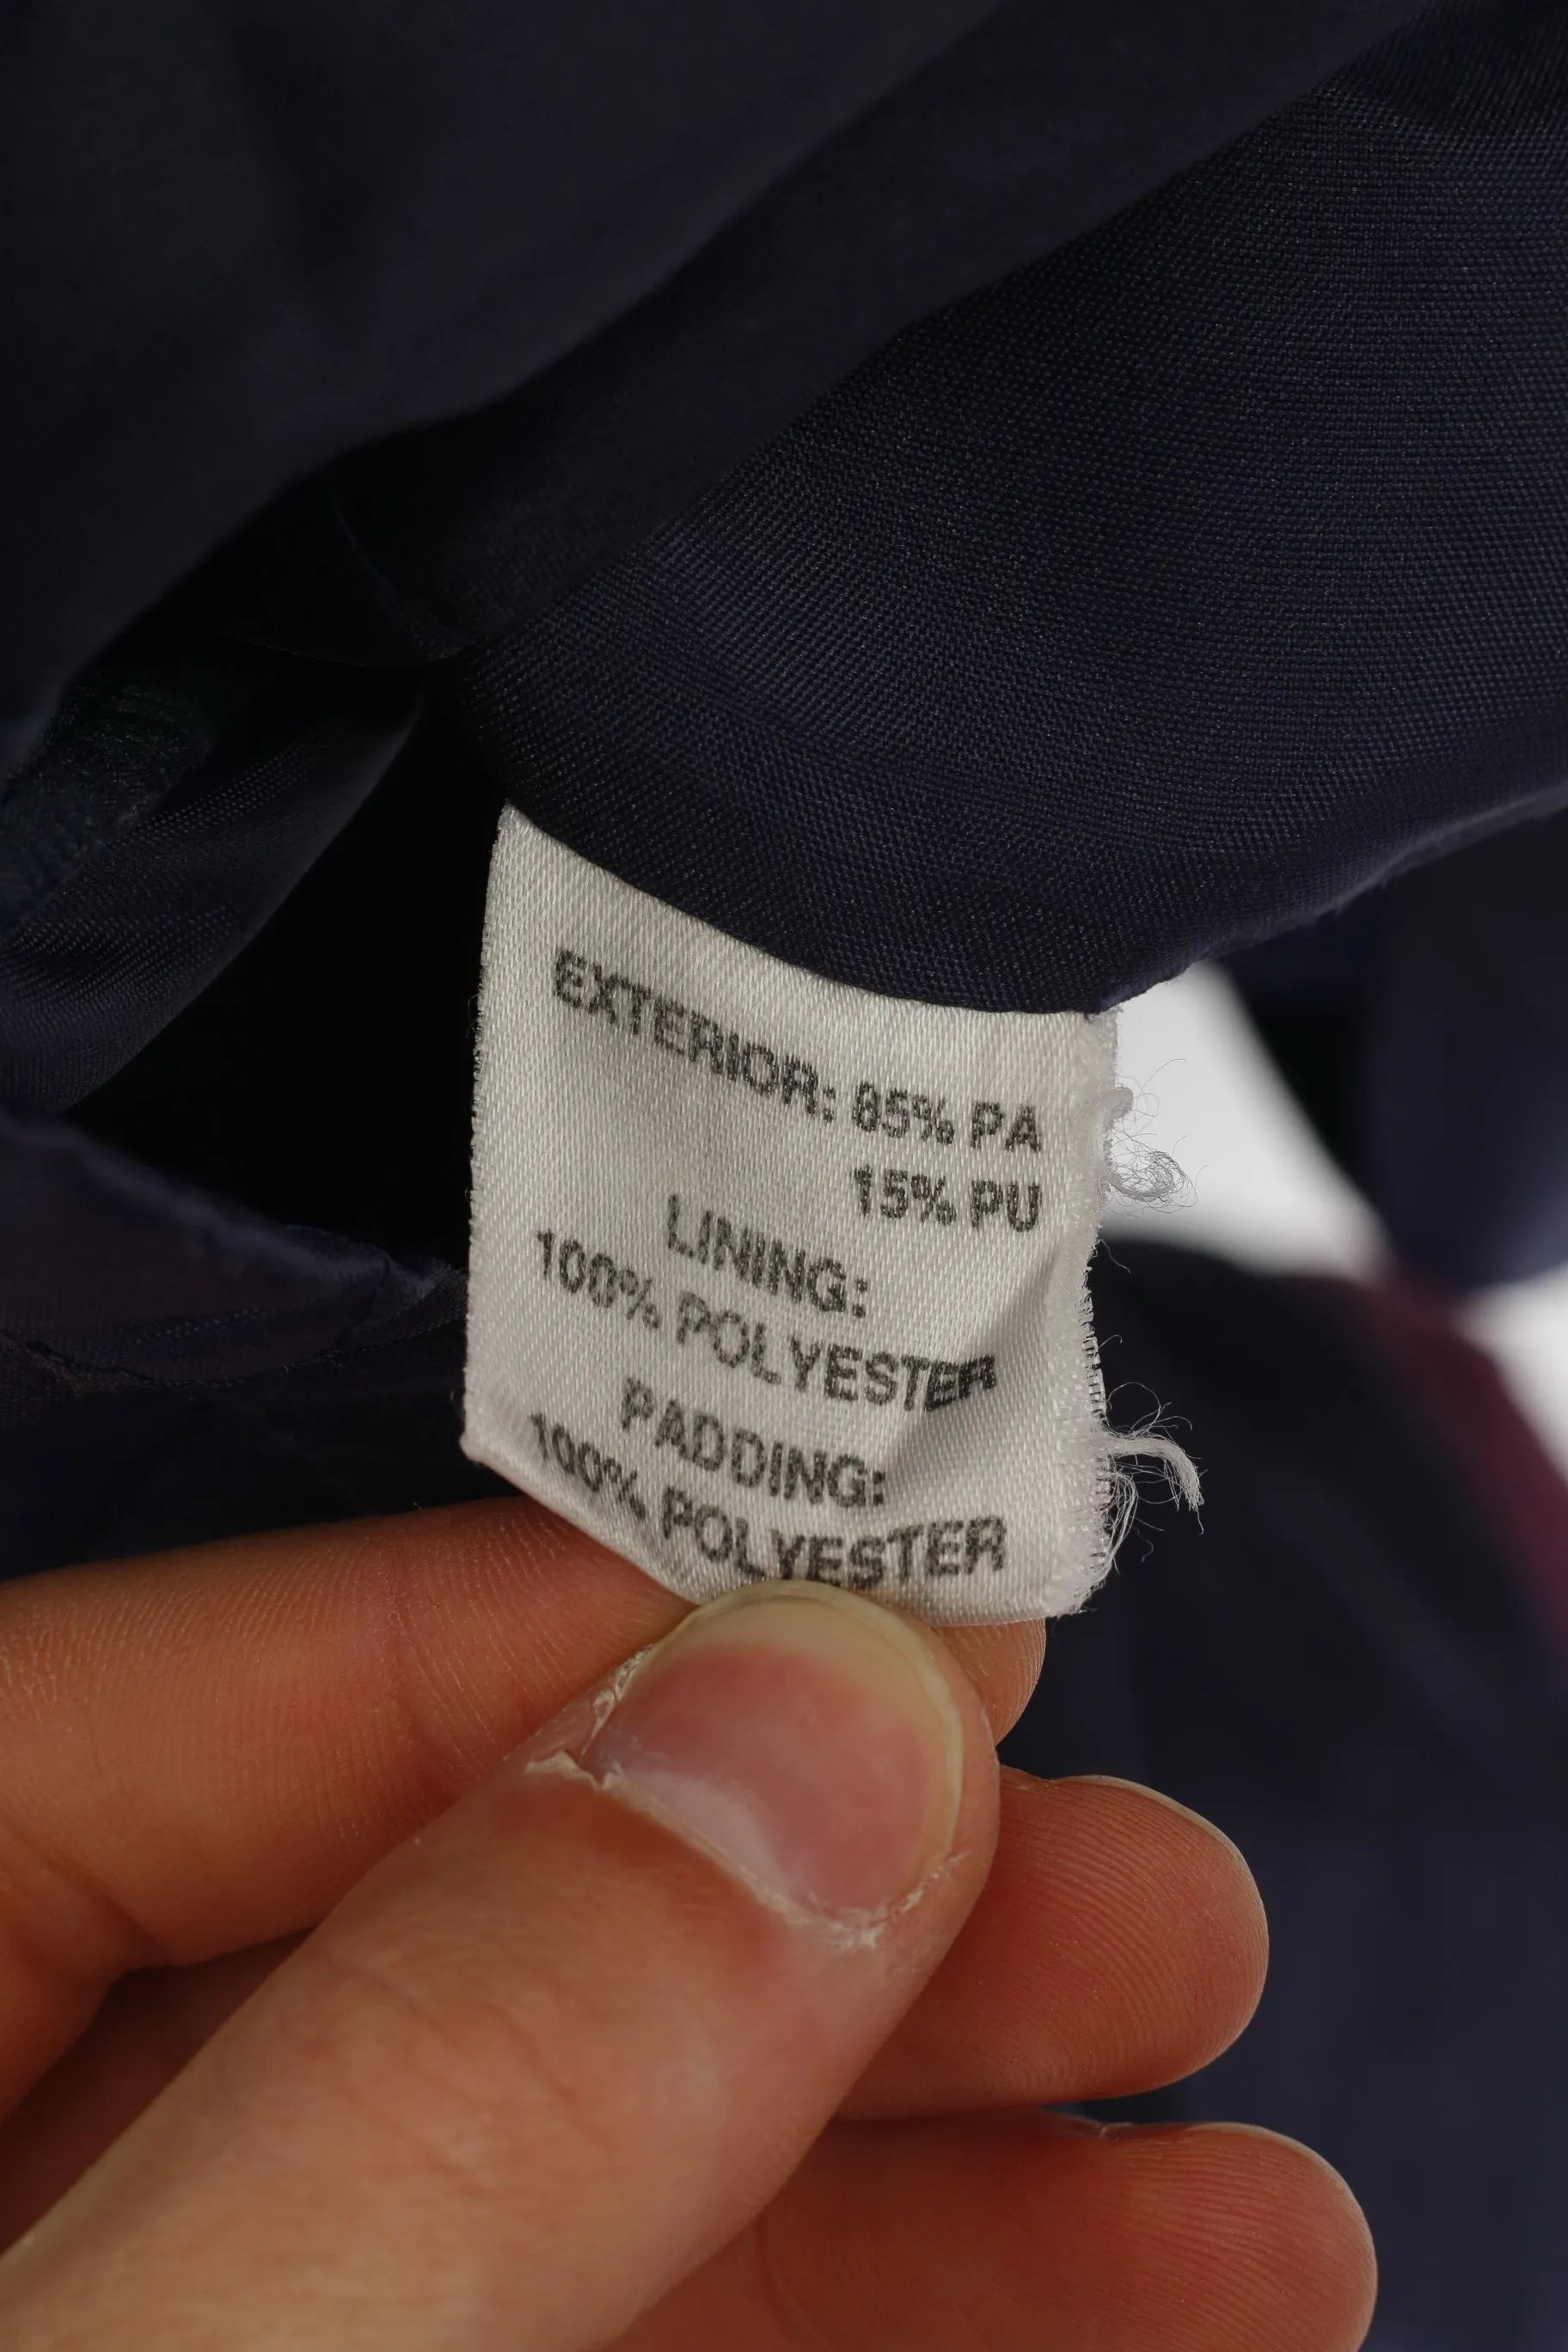 EXTERIOR: 85% PA
15% PU
LINING:
100% POLYESTER
PADDING:
100% POLYESTER